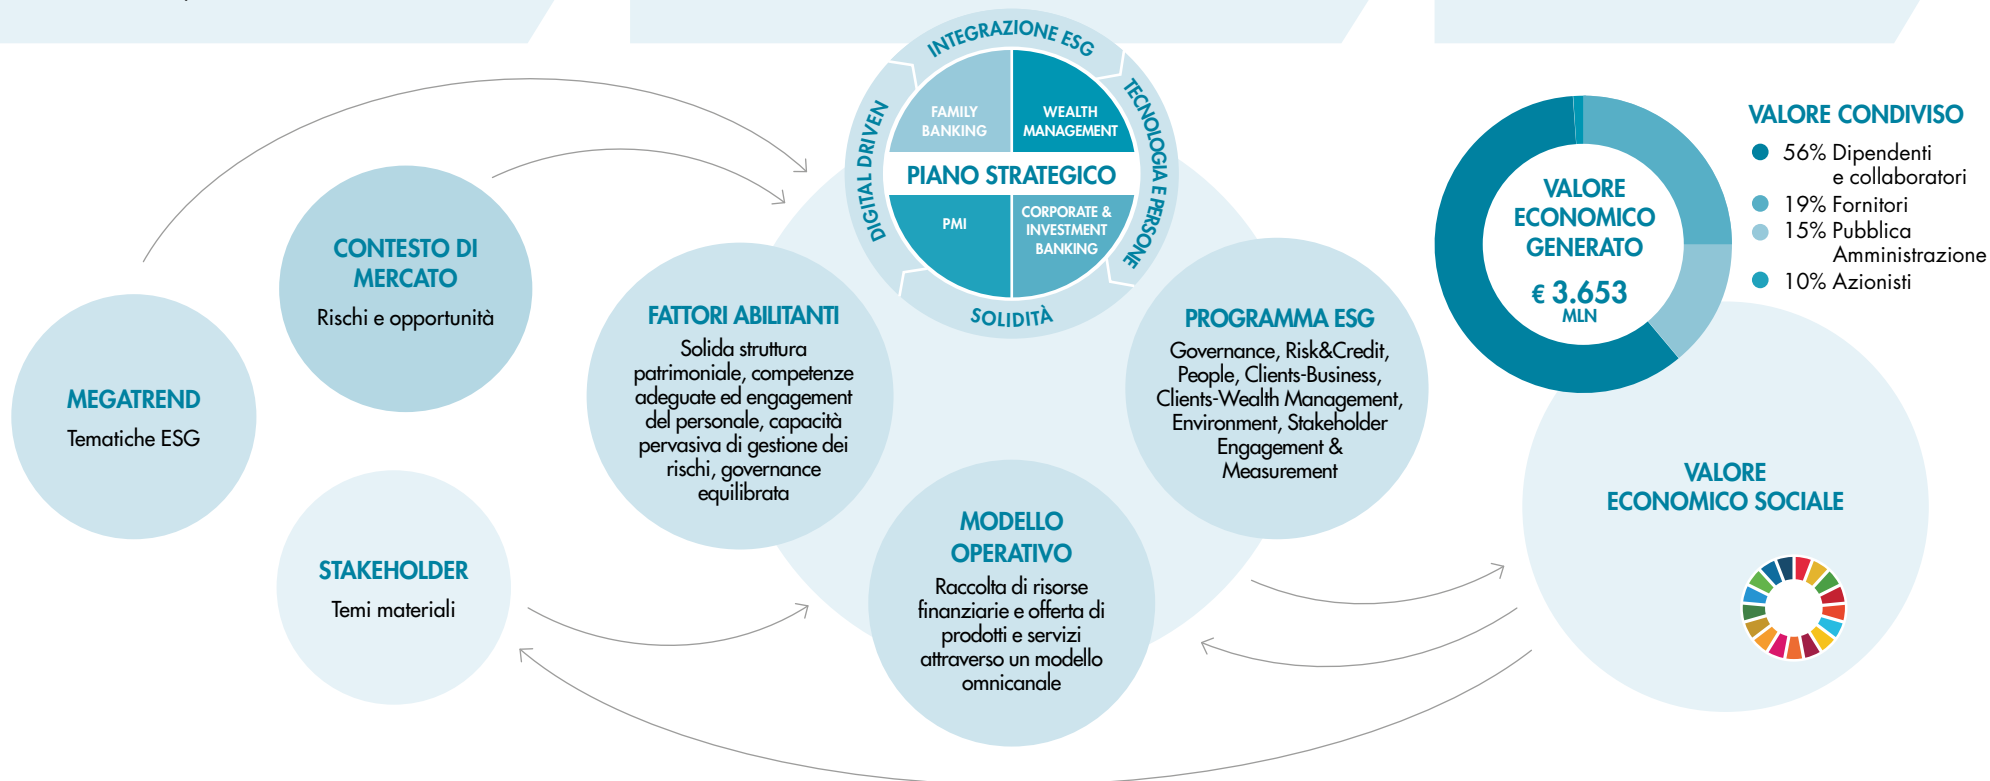 INTEGRAZIONE ESG
TECNOLOGIA E PERSONE
SOLIDITÀ
DIGITAL DRIVEN
FAMILY
BANKING
WEALTH
MANAGEMENT
PIANO STRATEGICO
PMI
CORPORATE &
INVESTMENT
BANKING
MEGATREND
Tematiche ESG
CONTESTO DI
MERCATO
Rischi e opportunità
STAKEHOLDER
Temi materiali
FATTORI ABILITANTI
Solida struttura
patrimoniale, competenze
adeguate ed engagement
del personale, capacità
pervasiva di gestione dei
rischi, governance
equilibrata
MODELLO
OPERATIVO
Raccolta di risorse
finanziarie e offerta di
prodotti e servizi
attraverso un modello
omnicanale
PROGRAMMA ESG
Governance, Risk&Credit,
People, Clients-Business,
Clients-Wealth Management,
Environment, Stakeholder
Engagement &
Measurement
VALORE
ECONOMICO
GENERATO
€ 3.653
MLN
VALORE CONDIVISO
56% Dipendenti
e collaboratori
19% Fornitori
15% Pubblica
Amministrazione
10% Azionisti
VALORE
ECONOMICO SOCIALE